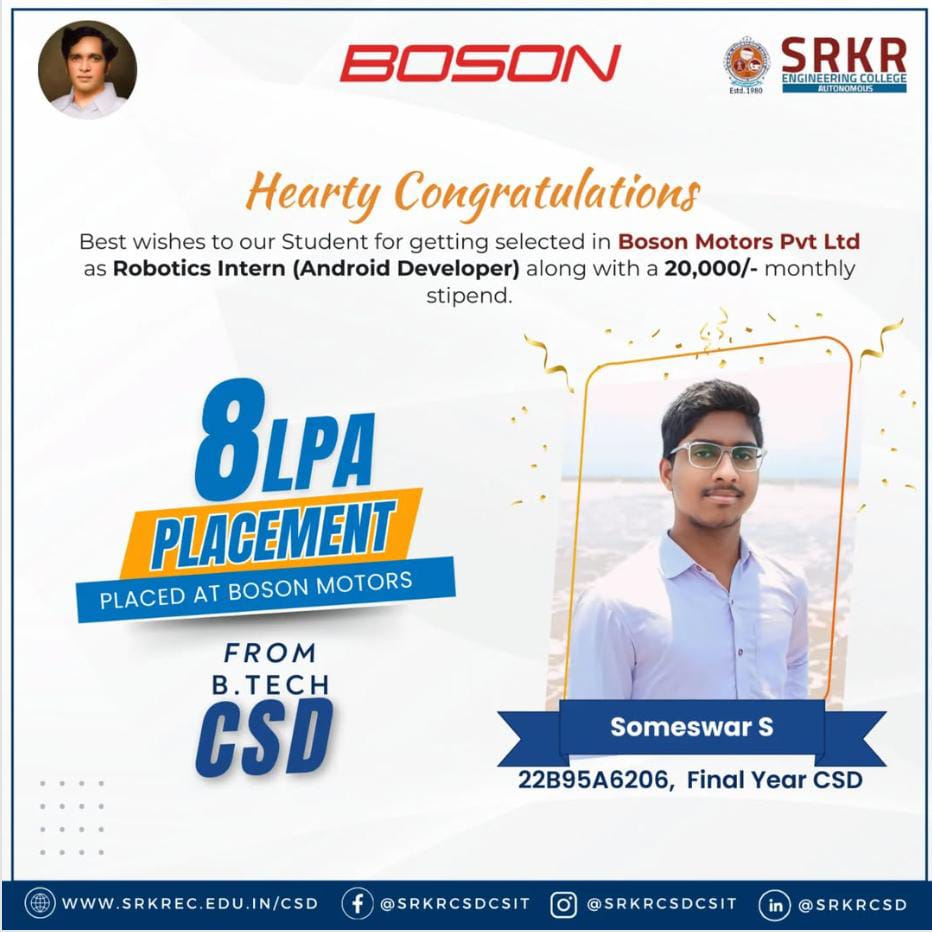 BOSON
SRKR
ENGINEERING COLLEGE
AUTONOMOUS
Estd.1980
Hearty Congratulations
Best wishes to our Student for getting selected in Boson Motors Pvt Ltd
as Robotics Intern (Android Developer) along with a 20,000/- monthly
stipend.
8 LPA
PLACEMENT
PLACED AT BOSON MOTORS
FROM
B.TECH
CSD
Someswar S
22B95A6206, Final Year CSD
WWW.SRKREC.EDU.IN/CSD @SRKRCSDCSIT @SRKRCSDCSIT @SRKRCSD